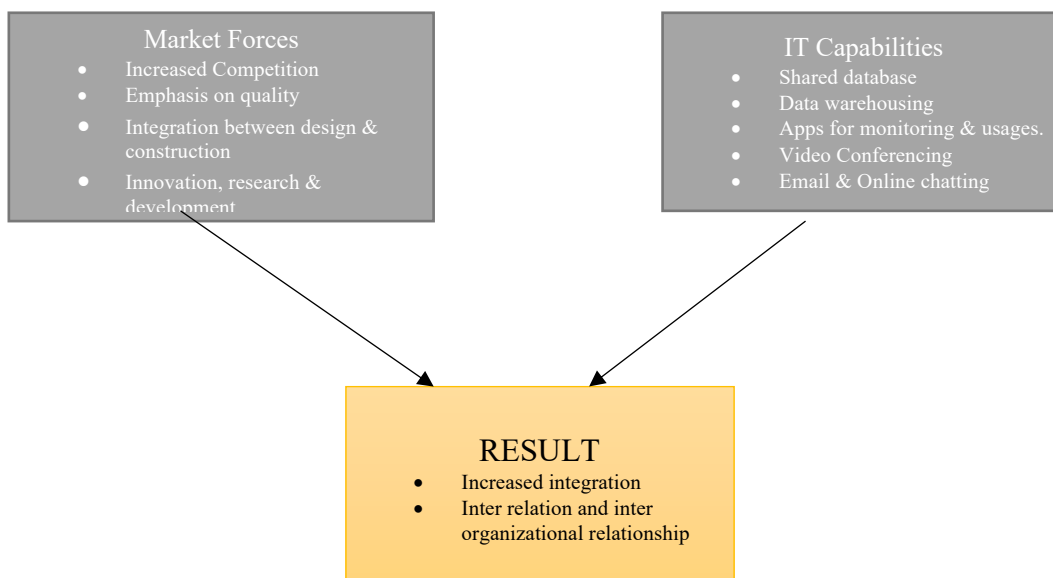 Market Forces
• Increased Competition
• Emphasis on quality
• Integration between design &
construction
• Innovation, research &
development
IT Capabilities
• Shared database
• Data warehousing
• Apps for monitoring & usages.
• Video Conferencing
• Email & Online chatting
RESULT
• Increased integration
• Inter relation and inter
organizational relationship